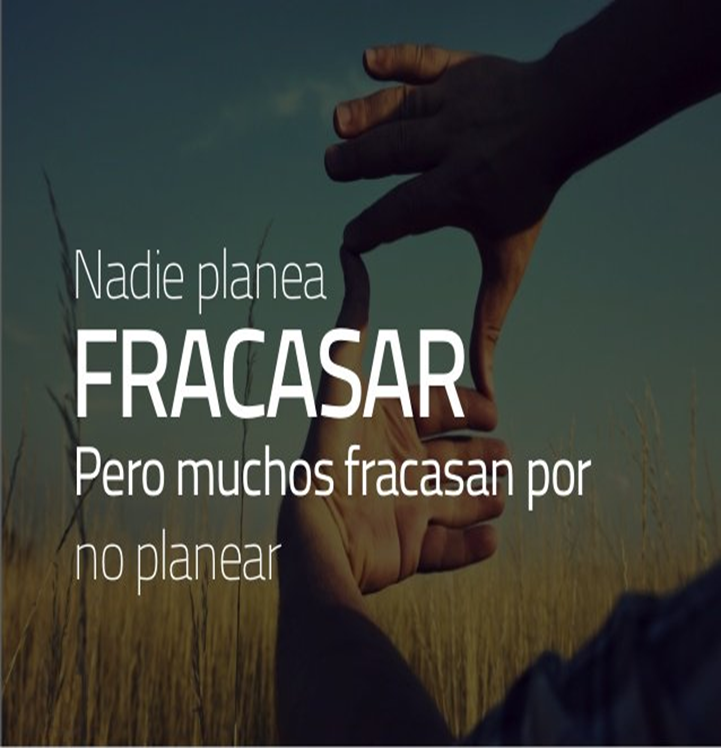 Nadie planea
FRACASAR
Pero muchos fracasan por
no planear